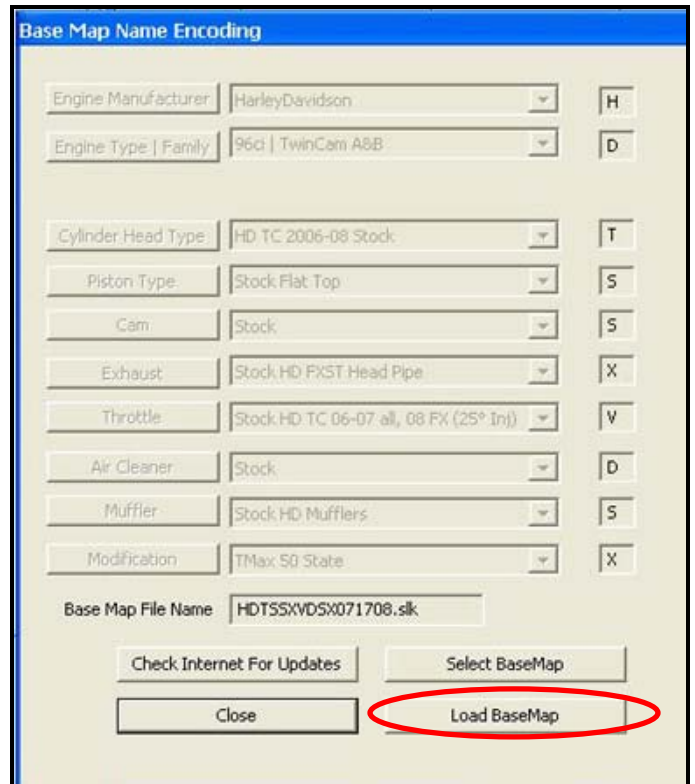 Base Map Name Encoding
Engine Manufacturer HarleyDavidson H
Engine Type | Family 96ci | TwinCam A&B D
Cylinder Head Type HD TC 2006-08 Stock T
Piston Type Stock Flat Top S
Cam Stock S
Exhaust Stock HD FXST Head Pipe X
Throttle Stock HD TC 06-07 all, 08 FX (25° Inj) V
Air Cleaner Stock D
Muffler Stock HD Mufflers S
Modification TMax 50 State X
Base Map File Name HDTSSXVDSX071708.slk
Check Internet For Updates Select BaseMap
Close Load BaseMap